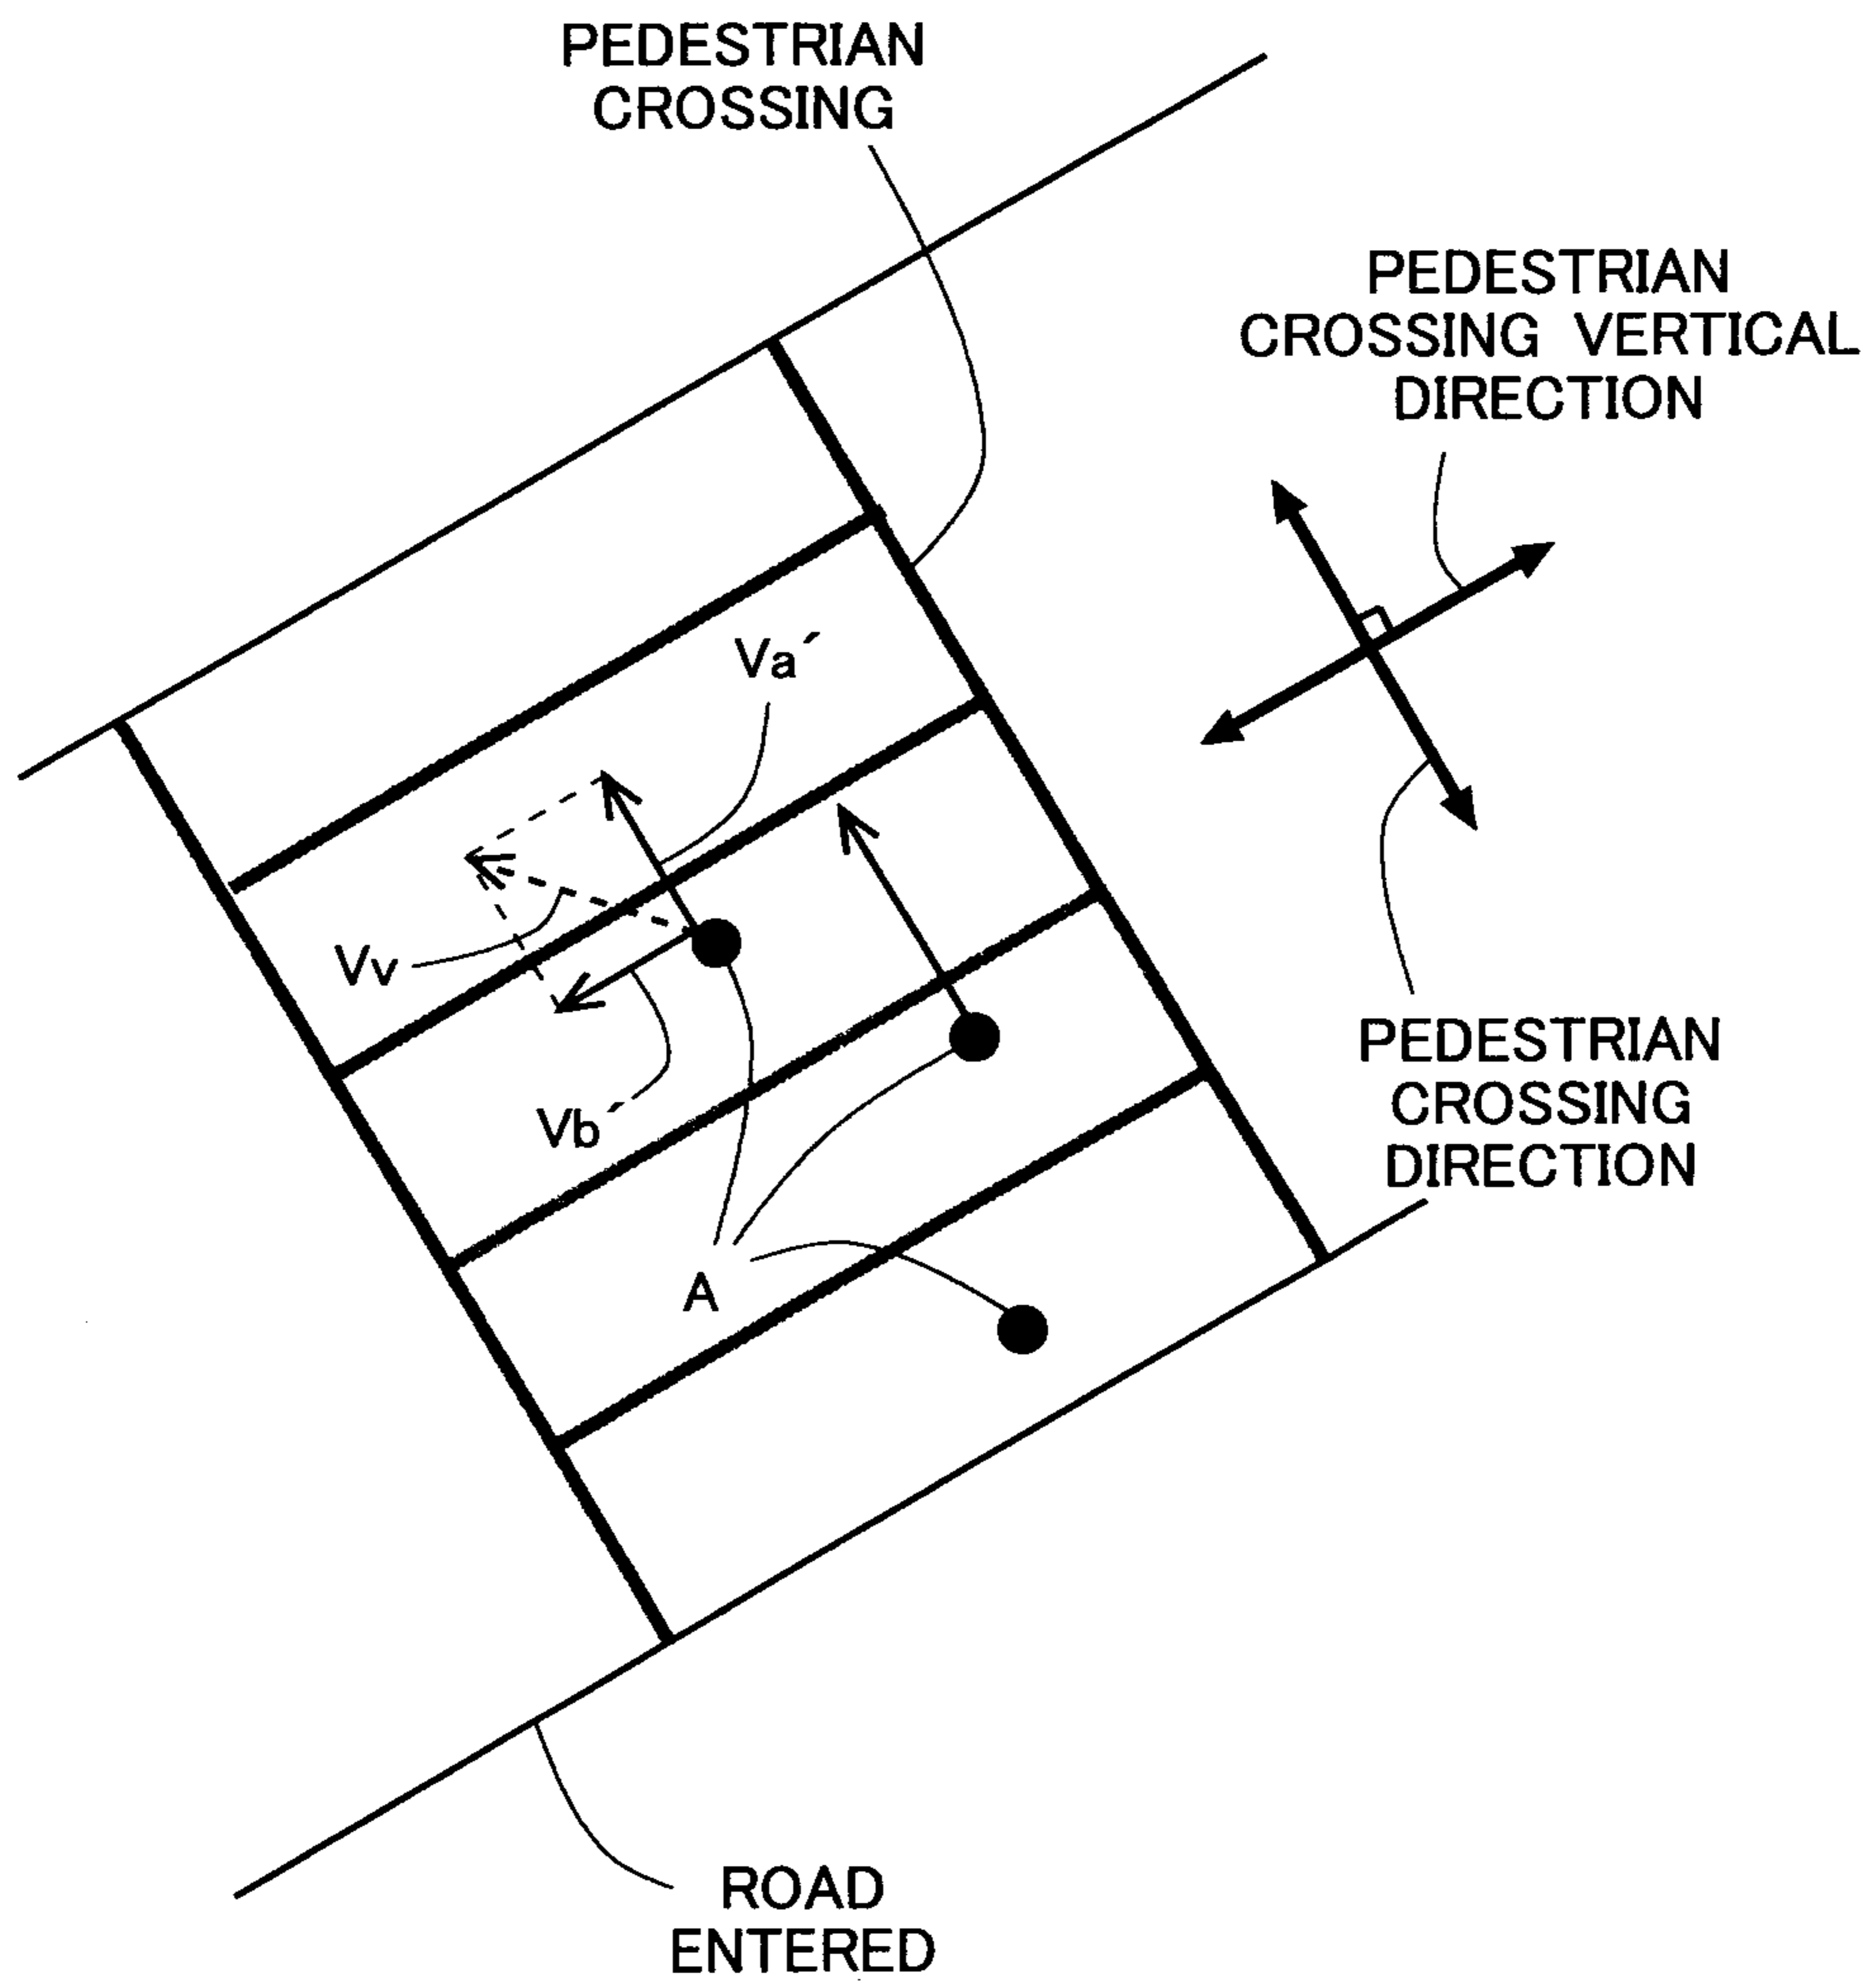 PEDESTRIAN
CROSSING
PEDESTRIAN
CROSSING VERTICAL
DIRECTION
Va´
Vv
Vb´
PEDESTRIAN
CROSSING
DIRECTION
A
ROAD
ENTERED